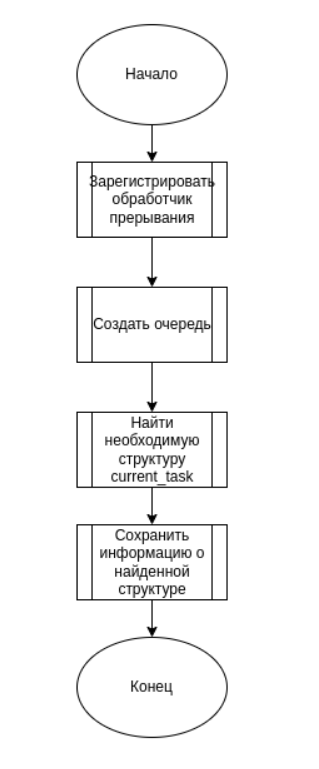 Начало
Зарегистрировать
обработчик
прерывания
Создать очередь
Найти
необходимую
структуру
current_task
Сохранить
информацию о
найденной
структуре
Конец